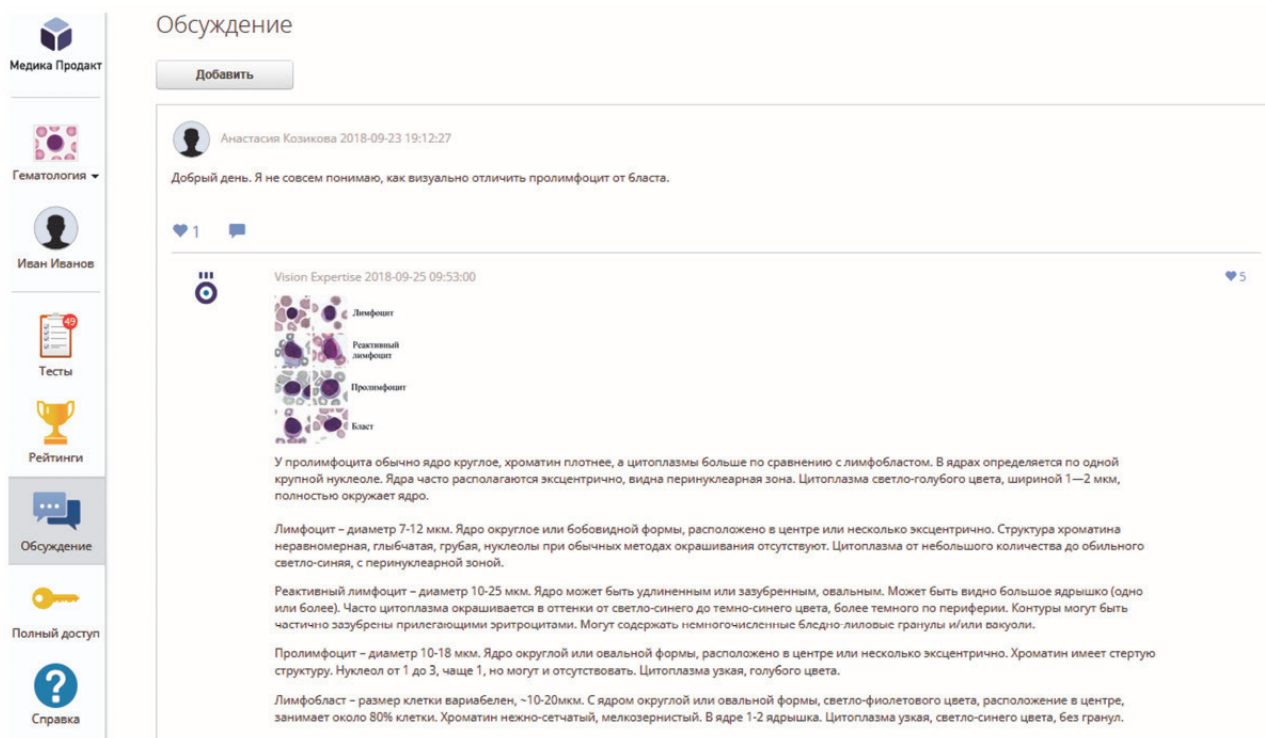 Медика Продакт
Гематология
Иван Иванов
49
Тесты
Рейтинги
Обсуждение
Полный доступ
Справка
Обсуждение
Добавить
Анастасия Козикова 2018-09-23 19:12:27
Добрый день. Я не совсем понимаю, как визуально отличить пролимфоцит от бласта.
1
Vision Expertise 2018-09-25 09:53:00
5
Лимфоцит
Реактивный
лимфоцит
Пролимфоцит
Бласт
У пролимфоцита обычно ядро круглое, хроматин плотнее, а цитоплазмы больше по сравнению с лимфобластом. В ядрах определяется по одной
крупной нуклеоле. Ядра часто располагаются эксцентрично, видна перинуклеарная зона. Цитоплазма светло-голубого цвета, шириной 1—2 мкм,
полностью окружает ядро.
Лимфоцит – диаметр 7-12 мкм. Ядро округлое или бобовидной формы, расположено в центре или несколько эксцентрично. Структура хроматина
неравномерная, глыбчатая, грубая, нуклеолы при обычных методах окрашивания отсутствуют. Цитоплазма от небольшого количества до обильного
светло-синяя, с перинуклеарной зоной.
Реактивный лимфоцит – диаметр 10-25 мкм. Ядро может быть удлиненным или зазубренным, овальным. Может быть видно большое ядрышко (одно
или более). Часто цитоплазма окрашивается в оттенки от светло-синего до темно-синего цвета, более темного по периферии. Контуры могут быть
частично зазубрены прилегающими эритроцитами. Могут содержать немногочисленные бледно-лиловые гранулы и/или вакуоли.
Пролимфоцит – диаметр 10-18 мкм. Ядро округлой или овальной формы, расположено в центре или несколько эксцентрично. Хроматин имеет стертую
структуру. Нуклеол от 1 до 3, чаще 1, но могут и отсутствовать. Цитоплазма узкая, голубого цвета.
Лимфобласт – размер клетки вариабелен, ~10-20мкм. С ядром округлой или овальной формы, светло-фиолетового цвета, расположение в центре,
занимает около 80% клетки. Хроматин нежно-сетчатый, мелкозернистый. В ядре 1-2 ядрышка. Цитоплазма узкая, светло-синего цвета, без гранул.